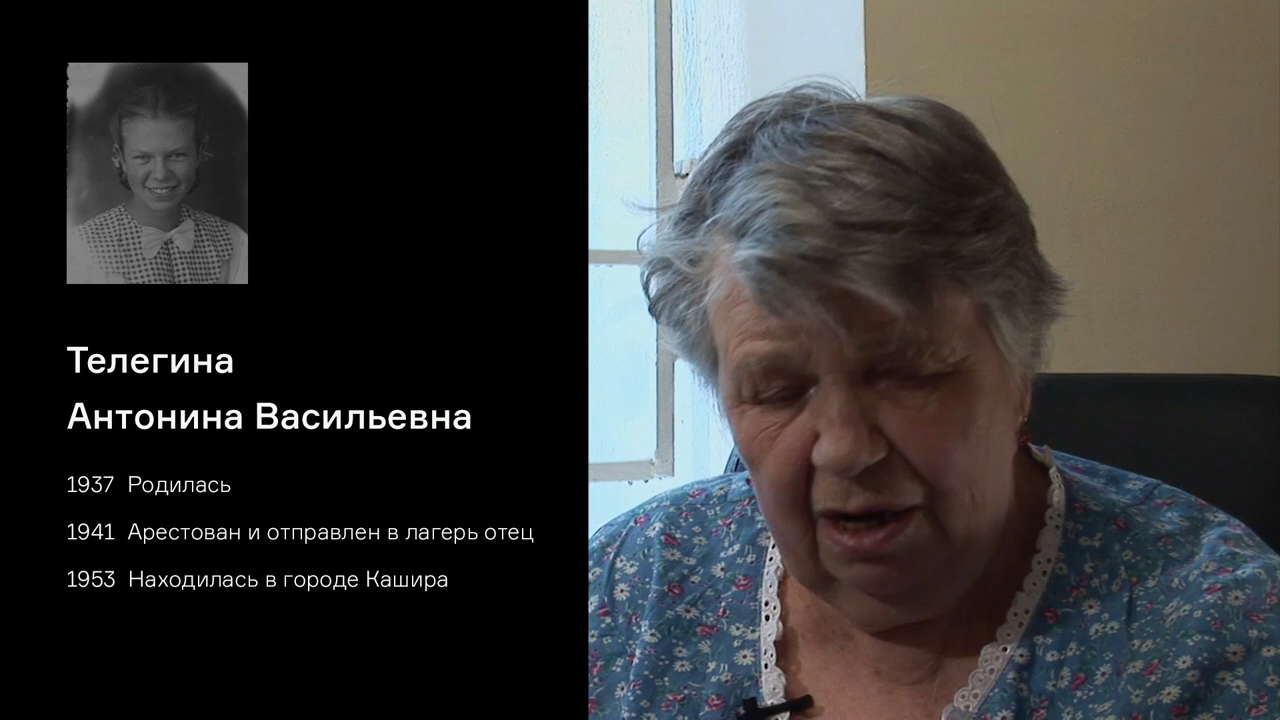 Телегина
Антонина Васильевна
1937 Родилась
1941 Арестован и отправлен в лагерь отец
1953 Находилась в городе Кашира